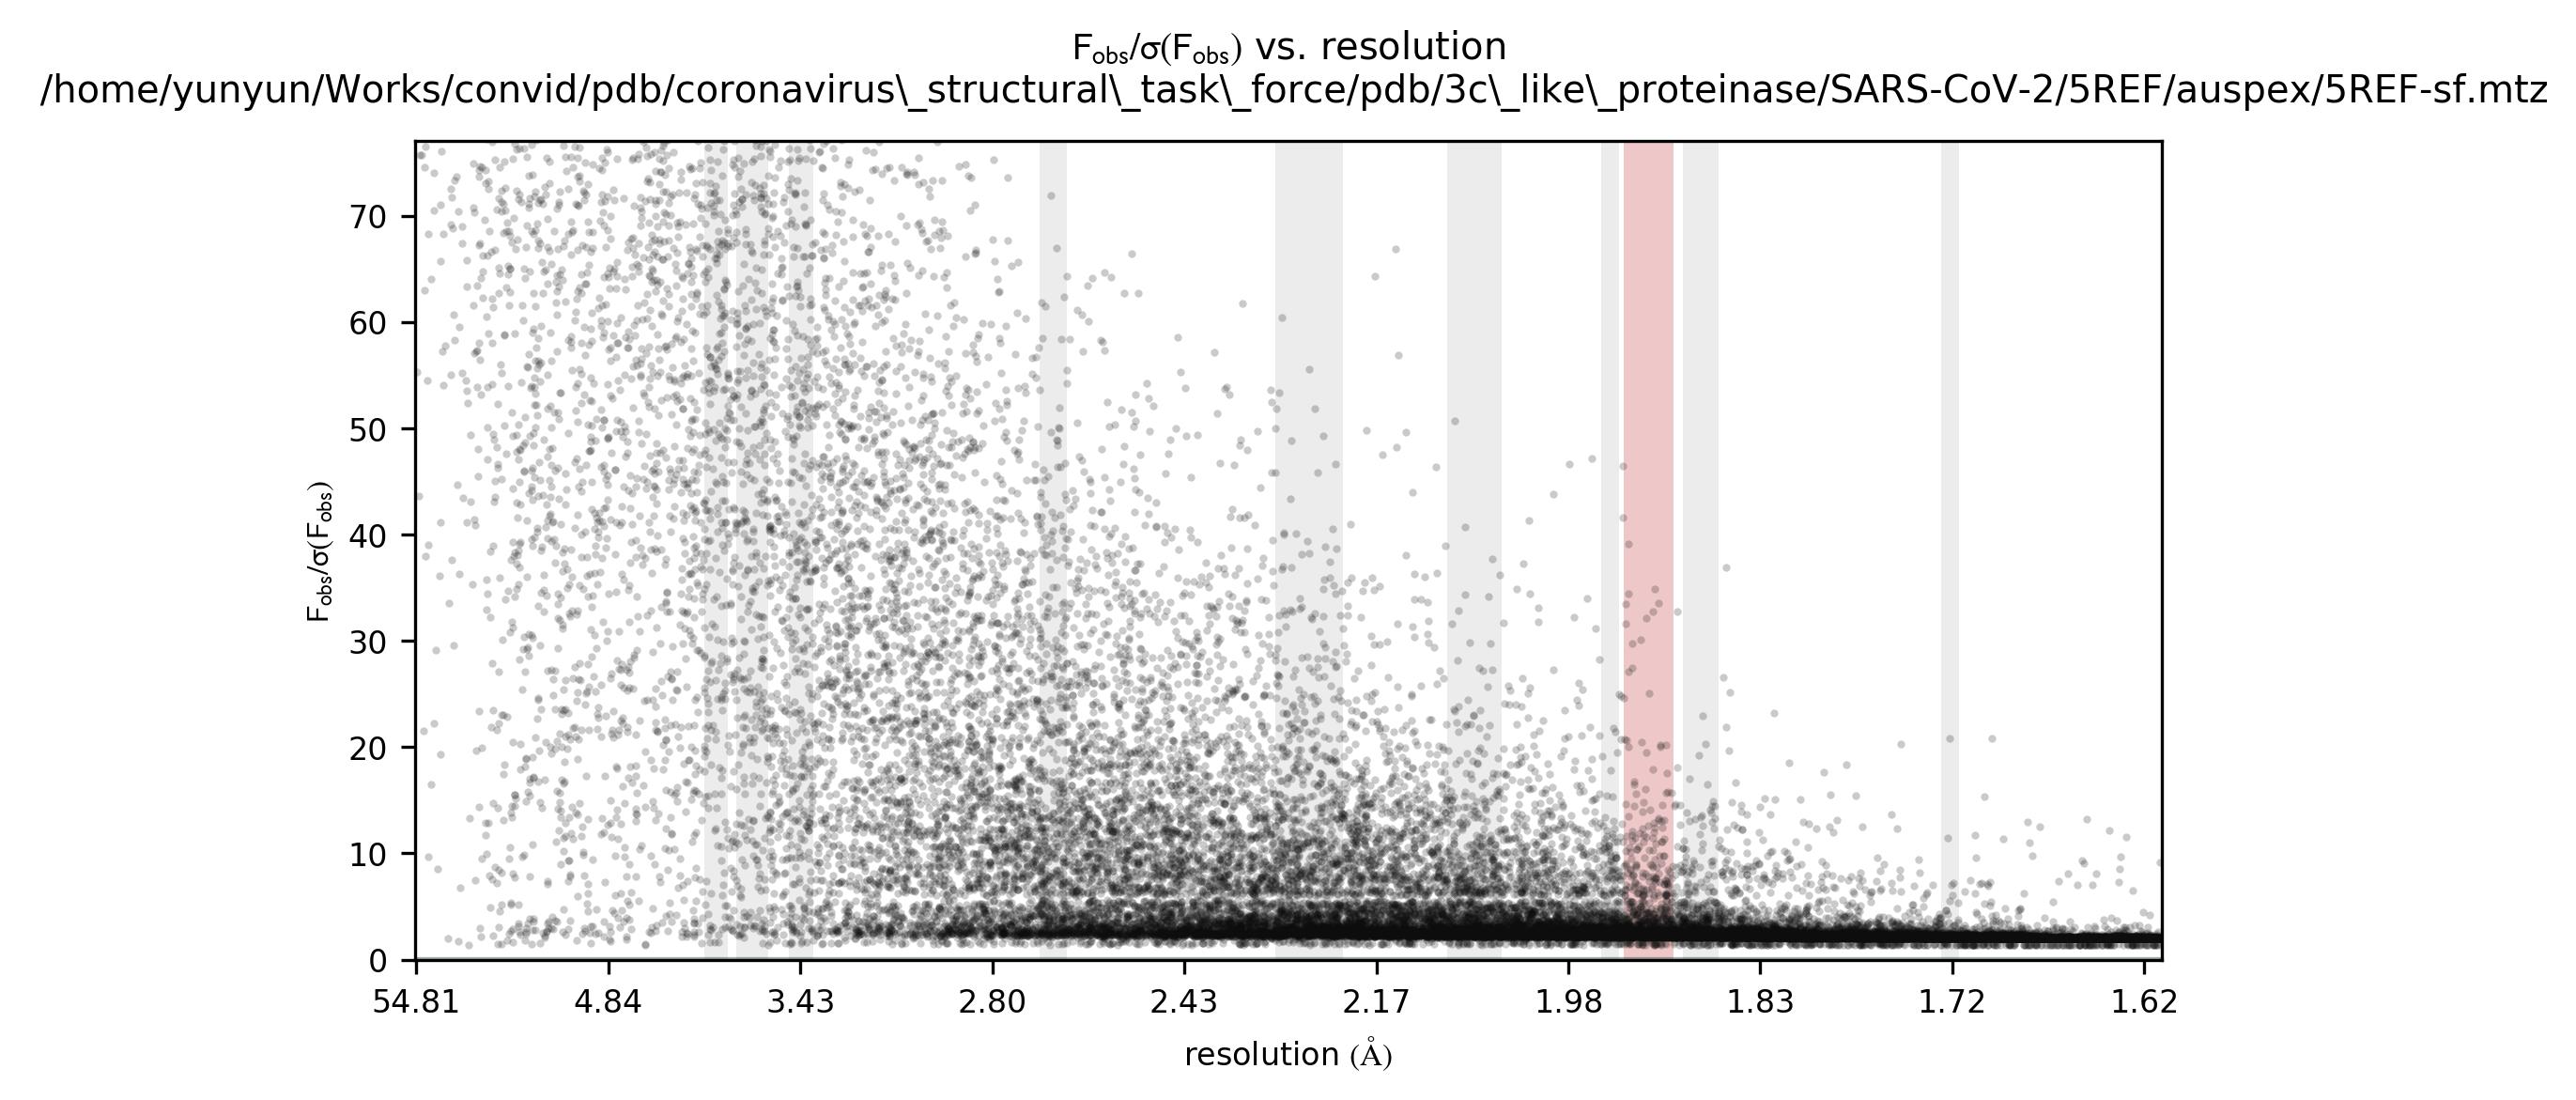 Fobs/σ(Fobs) vs. resolution
/home/yunyun/Works/convid/pdb/coronavirus\_structural\_task\_force/pdb/3c\_like\_proteinase/SARS-CoV-2/5REF/auspex/5REF-sf.mtz
Fobs/σ(Fobs)
70
60
50
40
30
20
10
0
54.81 4.84 3.43 2.80 2.43 2.17 1.98 1.83 1.72 1.62
resolution (Å)